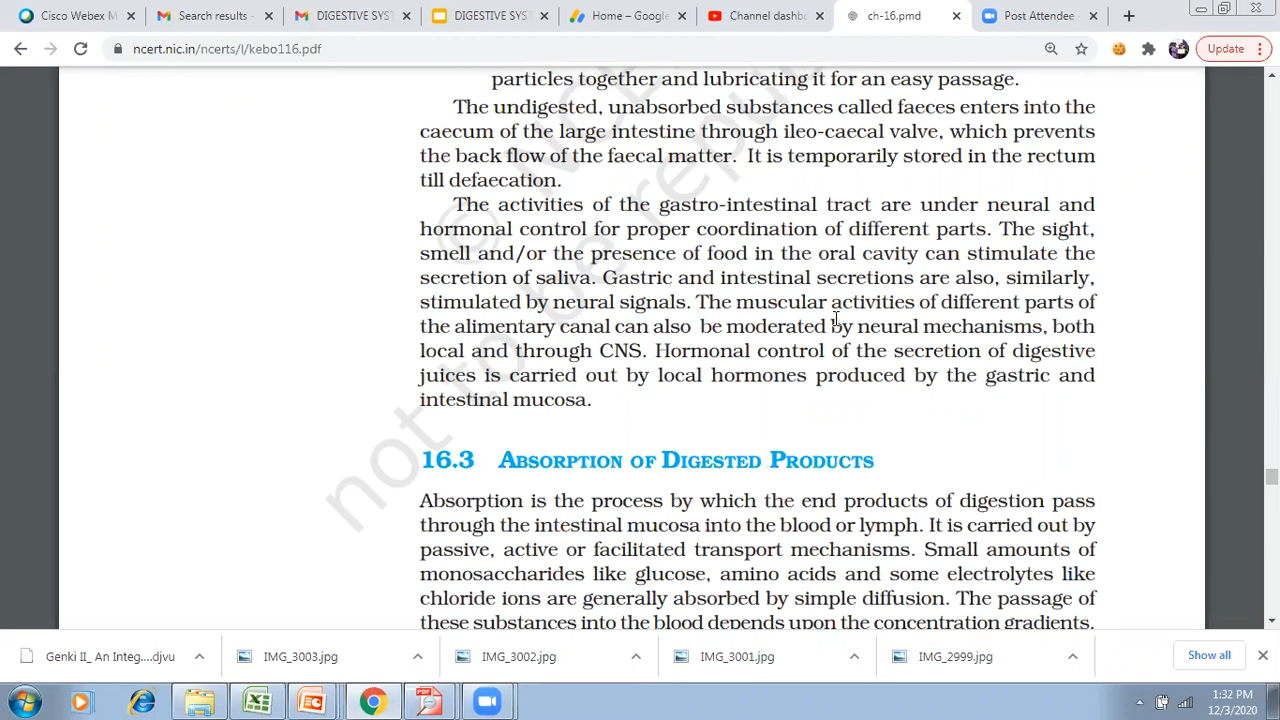 Cisco Webex M
Search results -
DIGESTIVE SYST
DIGESTIVE SYST
Home – Google
Channel dashb
ch-16.pmd
Post Attendee
ncert.nic.in/ncerts/l/kebo116.pdf
Update
particles together and lubricating it for an easy passage.
The undigested, unabsorbed substances called faeces enters into the
caecum of the large intestine through ileo-caecal valve, which prevents
the back flow of the faecal matter. It is temporarily stored in the rectum
till defaecation.
The activities of the gastro-intestinal tract are under neural and
hormonal control for proper coordination of different parts. The sight,
smell and/or the presence of food in the oral cavity can stimulate the
secretion of saliva. Gastric and intestinal secretions are also, similarly,
stimulated by neural signals. The muscular activities of different parts of
the alimentary canal can also be moderated by neural mechanisms, both
local and through CNS. Hormonal control of the secretion of digestive
juices is carried out by local hormones produced by the gastric and
intestinal mucosa.
16.3 ABSORPTION OF DIGESTED PRODUCTS
Absorption is the process by which the end products of digestion pass
through the intestinal mucosa into the blood or lymph. It is carried out by
passive, active or facilitated transport mechanisms. Small amounts of
monosaccharides like glucose, amino acids and some electrolytes like
chloride ions are generally absorbed by simple diffusion. The passage of
these substances into the blood depends upon the concentration gradients.
© NCE
not to be repu
Genki II_ An Integ....djvu
IMG_3003.jpg
IMG_3002.jpg
IMG_3001.jpg
IMG_2999.jpg
Show all
1:32 PM
12/3/2020